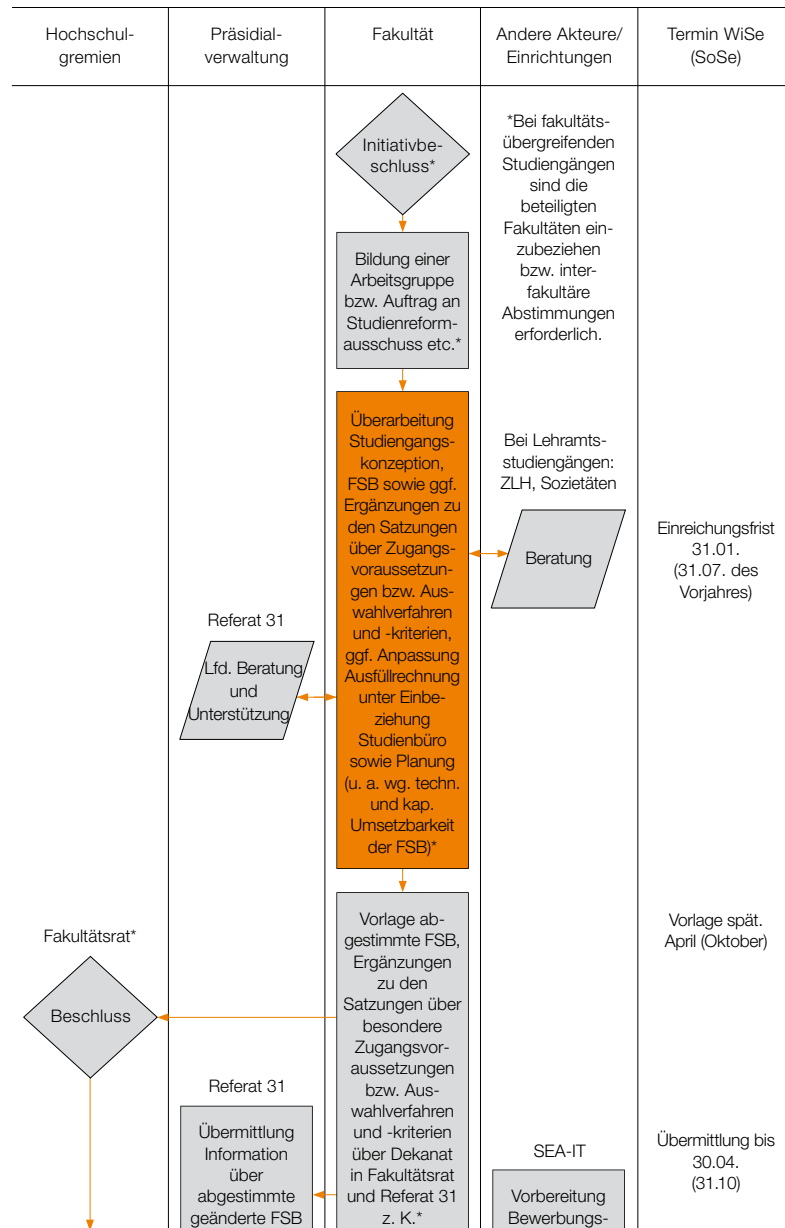 Hochschul-
gremien
Präsidial-
verwaltung
Fakultät
Andere Akteure/
Einrichtungen
Termin WiSe
(SoSe)
Initiativbe-
schluss*
*Bei fakultäts-
übergreifenden
Studiengängen
sind die
beteiligten
Fakultäten ein-
zubeziehen
bzw. inter-
fakultäre
Abstimmungen
erforderlich.
Bildung einer
Arbeitsgruppe
bzw. Auftrag an
Studienreform-
ausschuss etc.*
Überarbeitung
Studiengangs-
konzeption,
FSB sowie ggf.
Ergänzungen zu
den Satzungen
über Zugangs-
voraussetzun-
gen bzw. Aus-
wahlverfahren
und -kriterien,
ggf. Anpassung
Ausfüllrechnung
unter Einbe-
ziehung
Studienbüro
sowie Planung
(u. a. wg. techn.
und kap.
Umsetzbarkeit
der FSB)*
Bei Lehramts-
studiengängen:
ZLH, Sozietäten
Beratung
Einreichungsfrist
31.01.
(31.07. des
Vorjahres)
Referat 31
Lfd. Beratung
und
Unterstützung
Vorlage ab-
gestimmte FSB,
Ergänzungen
zu den
Satzungen über
besondere
Zugangsvor-
aussetzungen
bzw. Aus-
wahlverfahren
und -kriterien
über Dekanat
in Fakultätsrat
und Referat 31
z. K.*
Vorlage spät.
April (Oktober)
Fakultätsrat*
Beschluss
Referat 31
Übermittlung
Information
über
abgestimmte
geänderte FSB
SEA-IT
Vorbereitung
Bewerbungs-
Übermittlung bis
30.04.
(31.10)